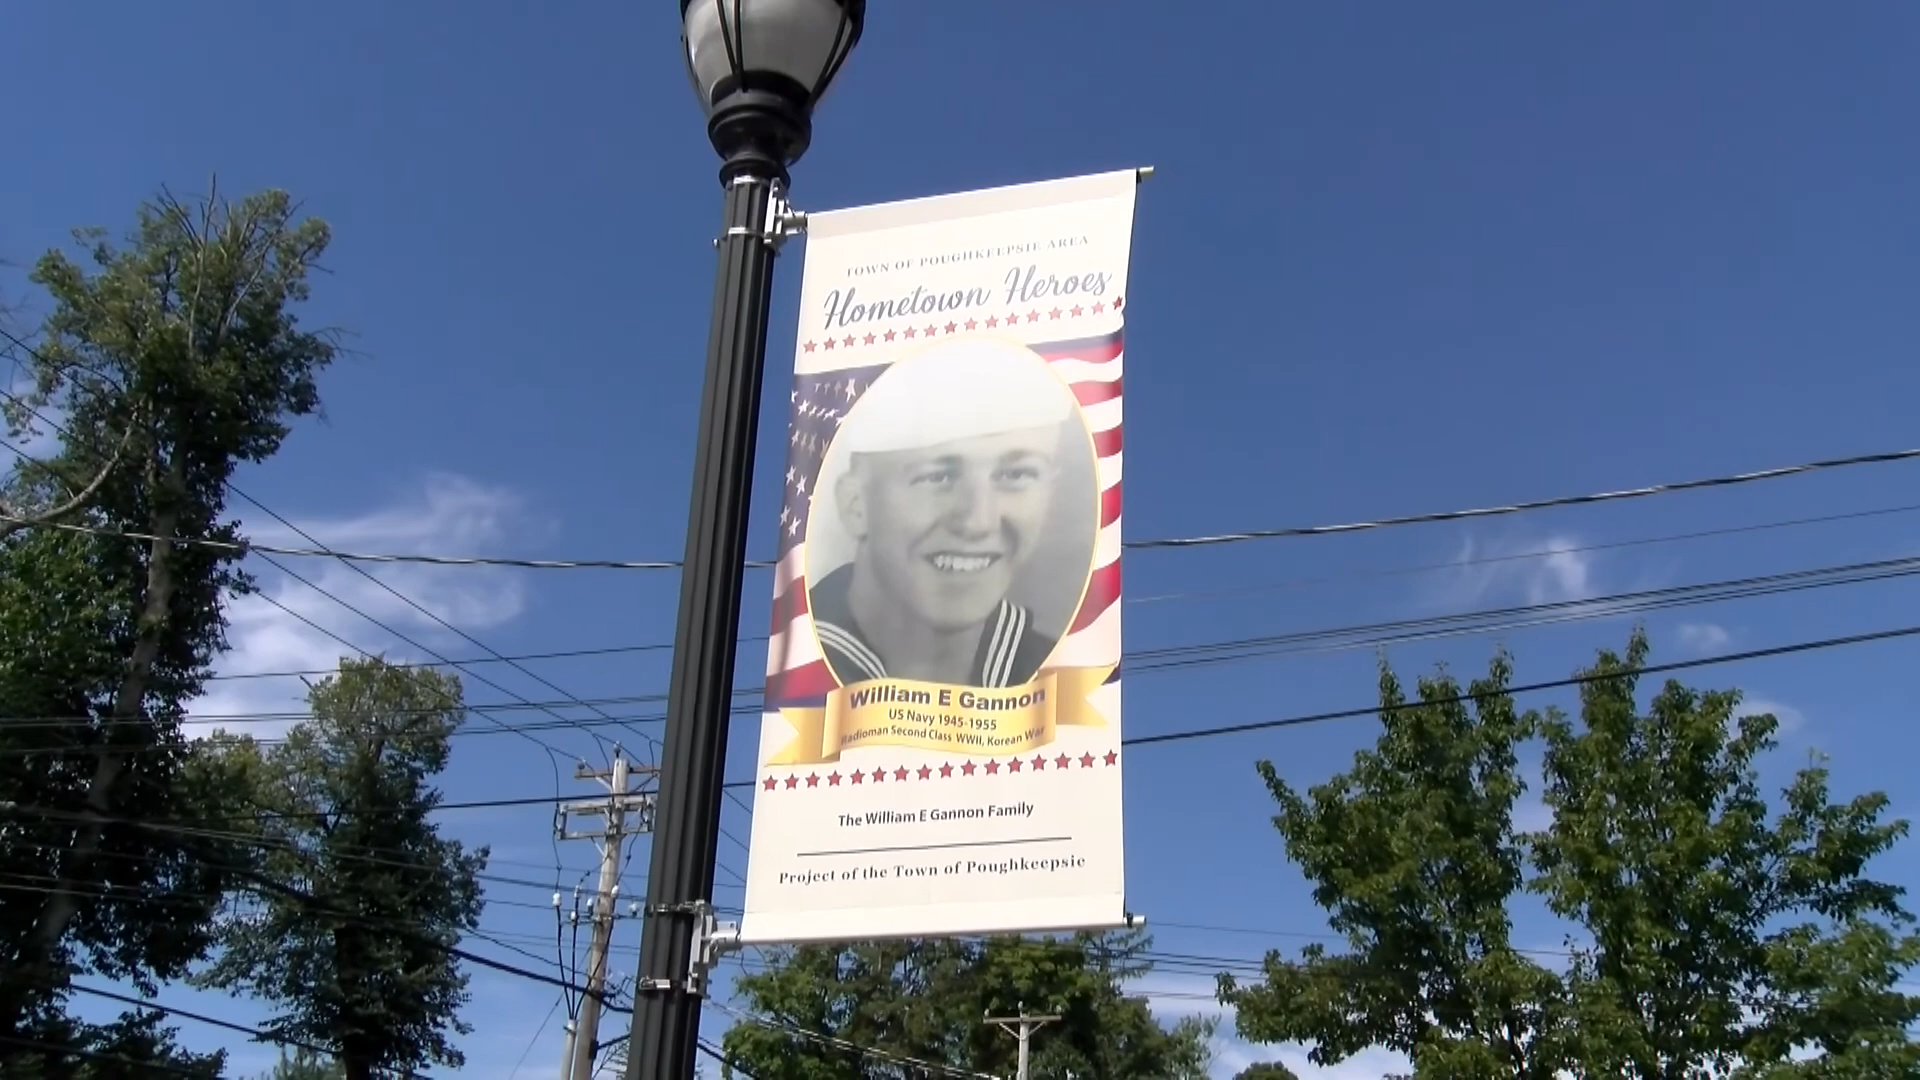 TOWN OF POUGHKEEPSIE AREA
Hometown Heroes
William E Gannon
US Navy 1945-1955
Radioman Second Class WWII, Korean War
The William E Gannon Family
Project of the Town of Poughkeepsie